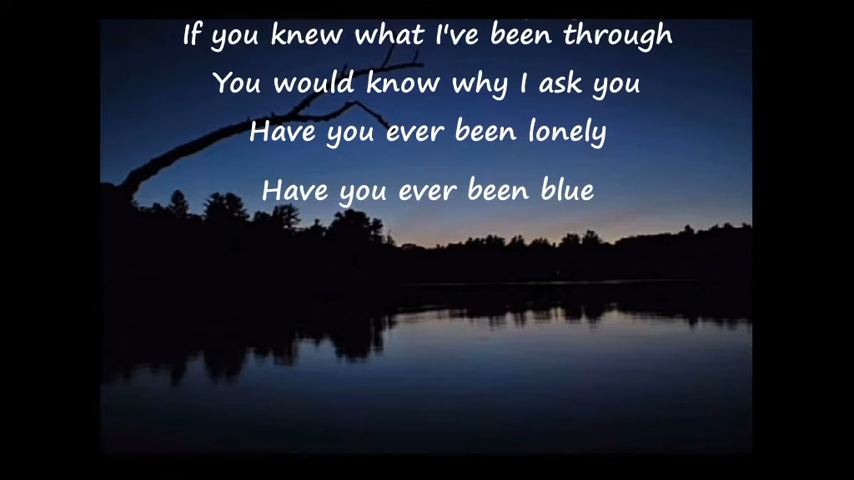 If you knew what I've been through
You would know why I ask you
Have you ever been lonely
Have you ever been blue